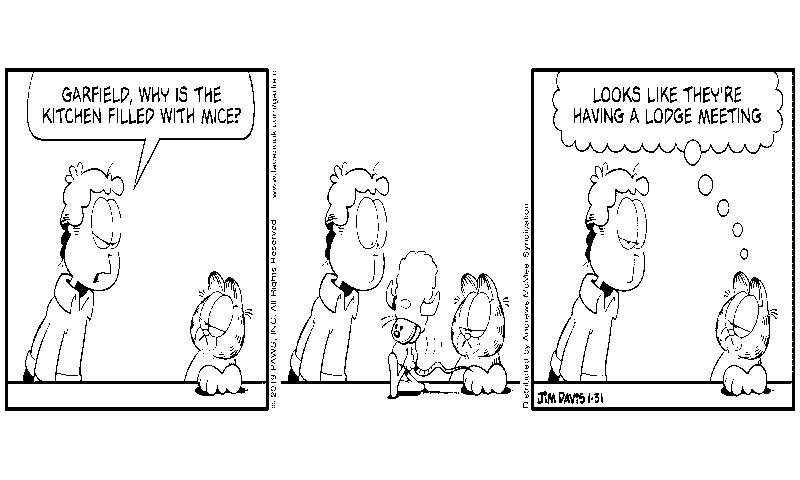 GARFIELD, WHY IS THE
KITCHEN FILLED WITH MICE?
© 2019 PAWS, INC. All Rights Reserved
Distributed by Andrews McMeel Syndication
LOOKS LIKE THEY'RE
HAVING A LODGE MEETING
JIM DAVIS 1-31